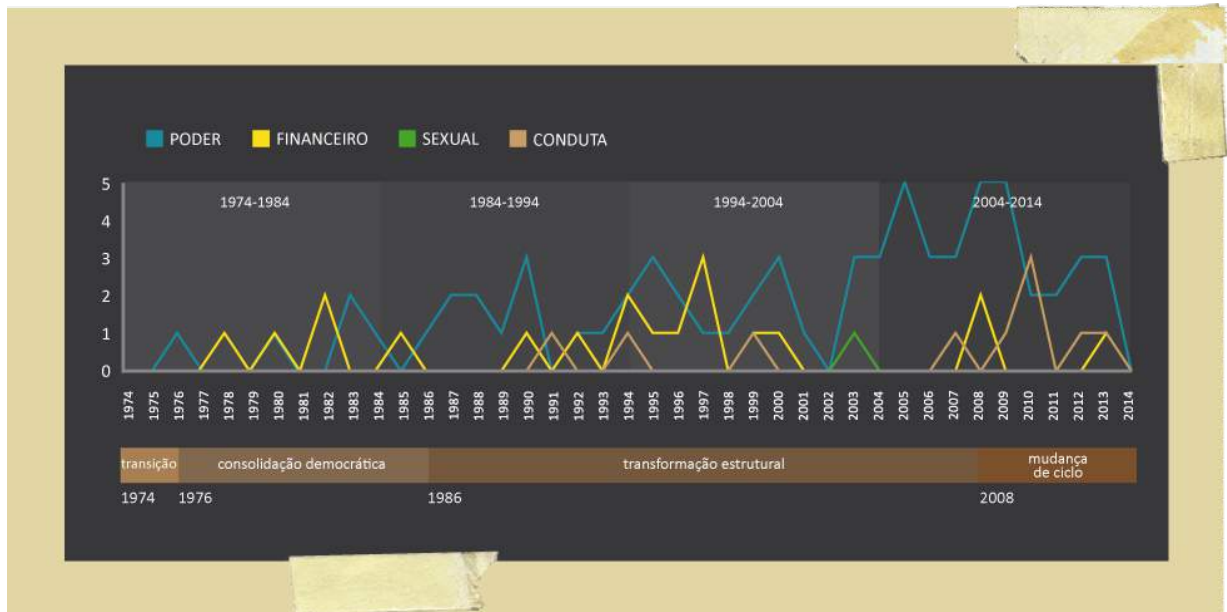 PODER FINANCEIRO SEXUAL CONDUTA
1974-1984 1984-1994 1994-2004 2004-2014
5
4
3
2
1
0
1974 1975 1976 1977 1978 1979 1980 1981 1982 1983 1984 1985 1986 1987 1988 1989 1990 1991 1992 1993 1994 1995 1996 1997 1998 1999 2000 2001 2002 2003 2004 2005 2006 2007 2008 2009 2010 2011 2012 2013 2014
transição consolidação democrática transformação estrutural mudança
de ciclo
1974 1976 1986 2008